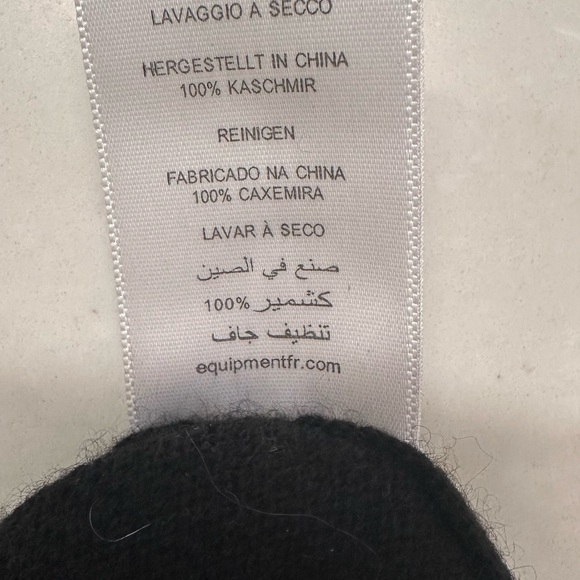 LAVAGGIO A SECCO
HERGESTELLT IN CHINA
100% KASCHMIR
REINIGEN
FABRICADO NA CHINA
100% CAXEMIRA
LAVAR À SECO
صنع في الصين
كشمير 100%
تنظيف جاف
equipmentfr.com